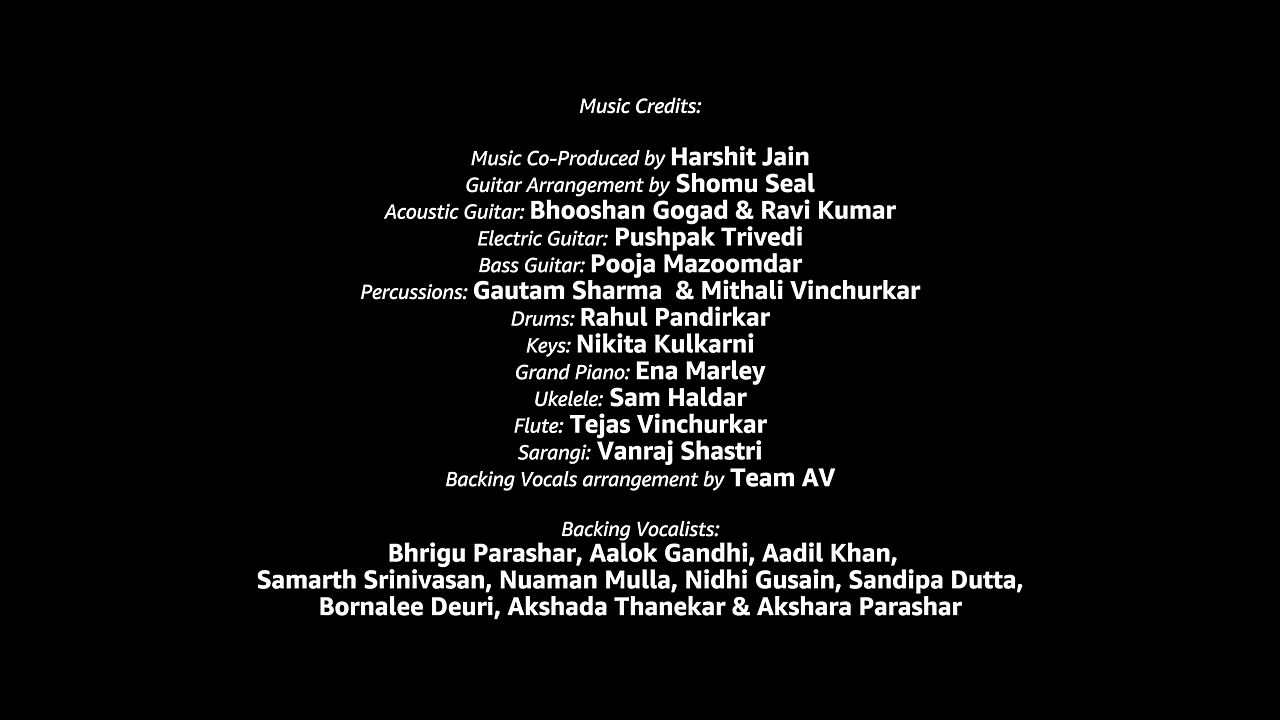 Music Credits:
Music Co-Produced by Harshit Jain
Guitar Arrangement by Shomu Seal
Acoustic Guitar: Bhooshan Gogad & Ravi Kumar
Electric Guitar: Pushpak Trivedi
Bass Guitar: Pooja Mazoomdar
Percussions: Gautam Sharma  & Mithali Vinchurkar
Drums: Rahul Pandirkar
Keys: Nikita Kulkarni
Grand Piano: Ena Marley
Ukelele: Sam Haldar
Flute: Tejas Vinchurkar
Sarangi: Vanraj Shastri
Backing Vocals arrangement by Team AV
Backing Vocalists:
Bhrigu Parashar, Aalok Gandhi, Aadil Khan,
Samarth Srinivasan, Nuaman Mulla, Nidhi Gusain, Sandipa Dutta,
Bornalee Deuri, Akshada Thanekar & Akshara Parashar